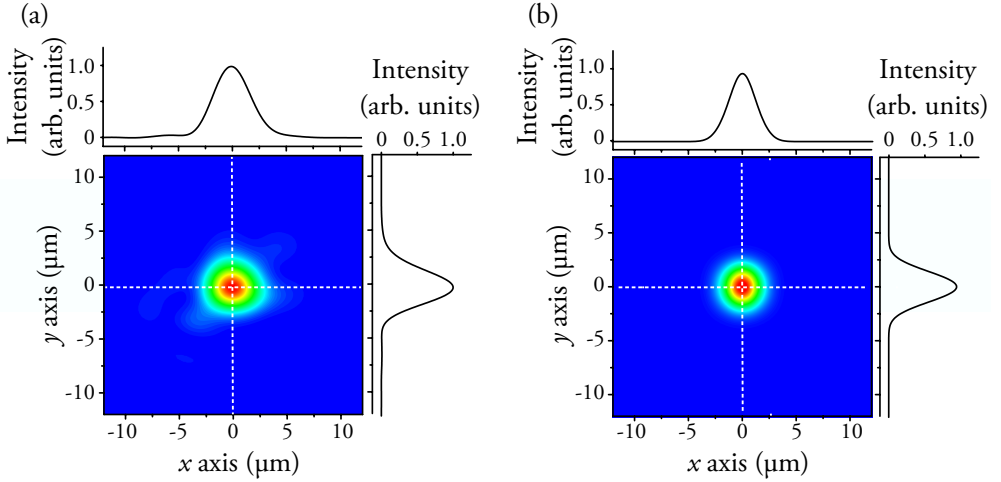 (a)
Intensity
(arb. units)
1.0
0.5
0
Intensity
(arb. units)
0 0.5 1.0
10
5
0
-5
-10
y axis (µm)
-10 -5 0 5 10
x axis (µm)
(b)
Intensity
(arb. units)
1.0
0.5
0
Intensity
(arb. units)
0 0.5 1.0
10
5
0
-5
-10
y axis (µm)
-10 -5 0 5 10
x axis (µm)